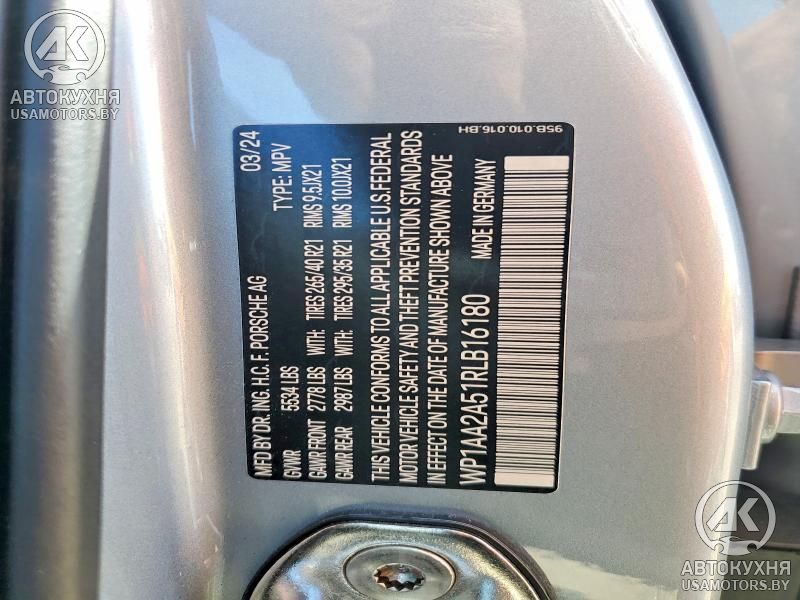 АВТОКУХНЯ
USAMOTORS.BY
MFD BY DR. ING. H.C. F. PORSCHE AG 03/24
GVWR 5534 LBS TYPE: MPV
GAWR FRONT 2778 LBS WITH: TIRES 265/40 R21 RIMS 9.5JX21
GAWR REAR 2987 LBS WITH: TIRES 295/35 R21 RIMS 10.0JX21
THIS VEHICLE CONFORMS TO ALL APPLICABLE U.S. FEDERAL
MOTOR VEHICLE SAFETY AND THEFT PREVENTION STANDARDS
IN EFFECT ON THE DATE OF MANUFACTURE SHOWN ABOVE
WP1AA2A51RLB16180 MADE IN GERMANY
95B.010.016.BH
АВТОКУХНЯ
USAMOTORS.BY